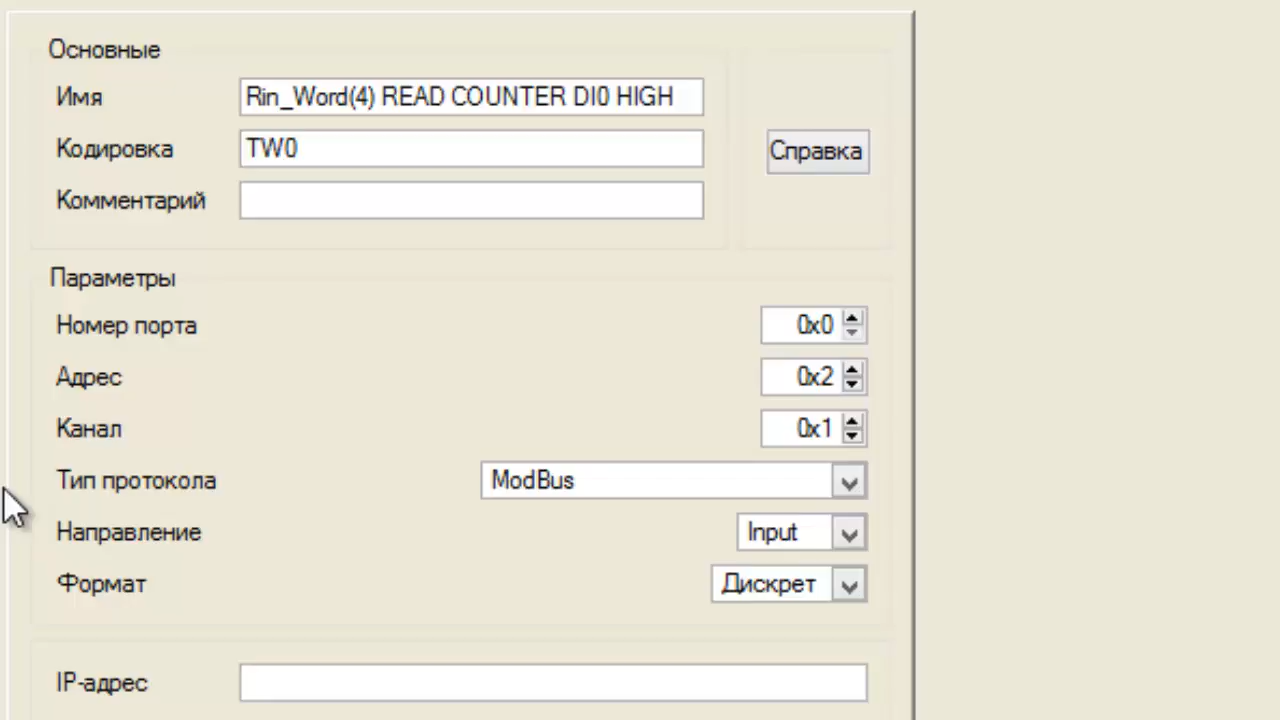 Основные
Имя Rin_Word(4) READ COUNTER DI0 HIGH
Кодировка TW0
Комментарий
Справка
Параметры
Номер порта 0x0
Адрес 0x2
Канал 0x1
Тип протокола ModBus
Направление Input
Формат Дискрет
IP-адрес